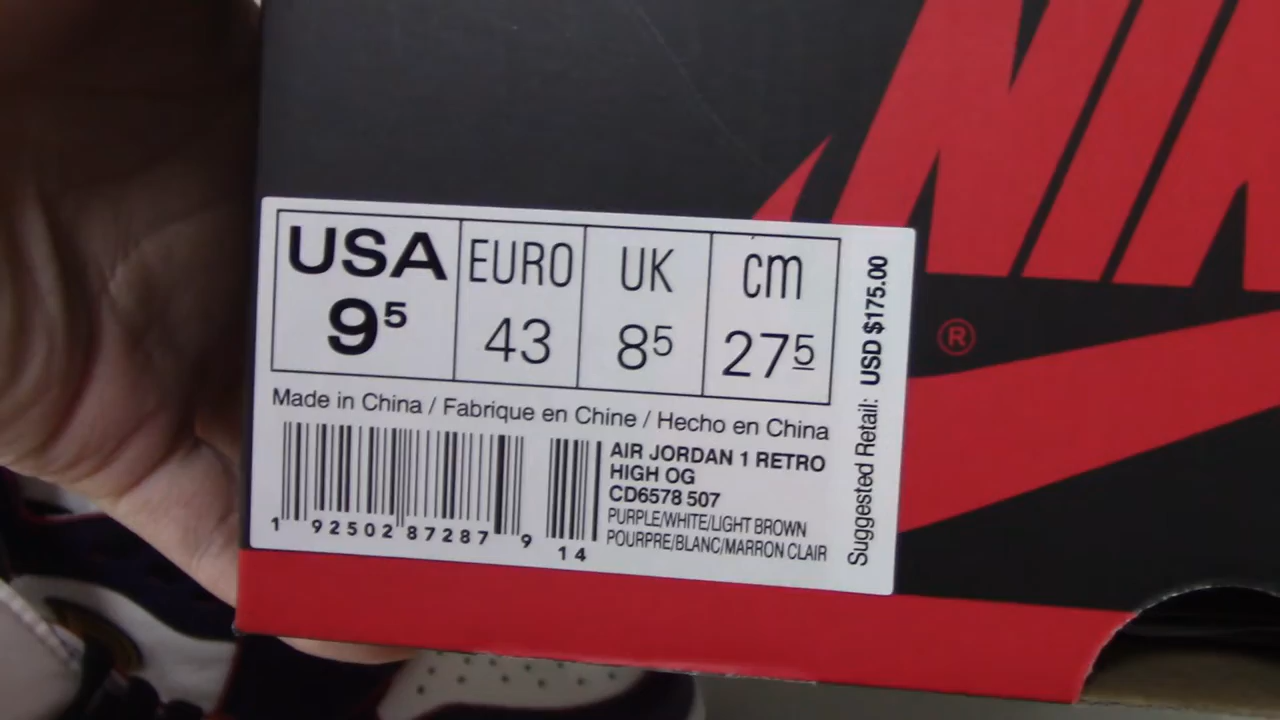 NIK
®
USA EURO UK cm
9⁵ 43 8⁵ 27⁵
Suggested Retail: USD $175.00
Made in China / Fabrique en Chine / Hecho en China
AIR JORDAN 1 RETRO
HIGH OG
CD6578 507
PURPLE/WHITE/LIGHT BROWN
POURPRE/BLANC/MARRON CLAIR
1 92502 87287 9 14